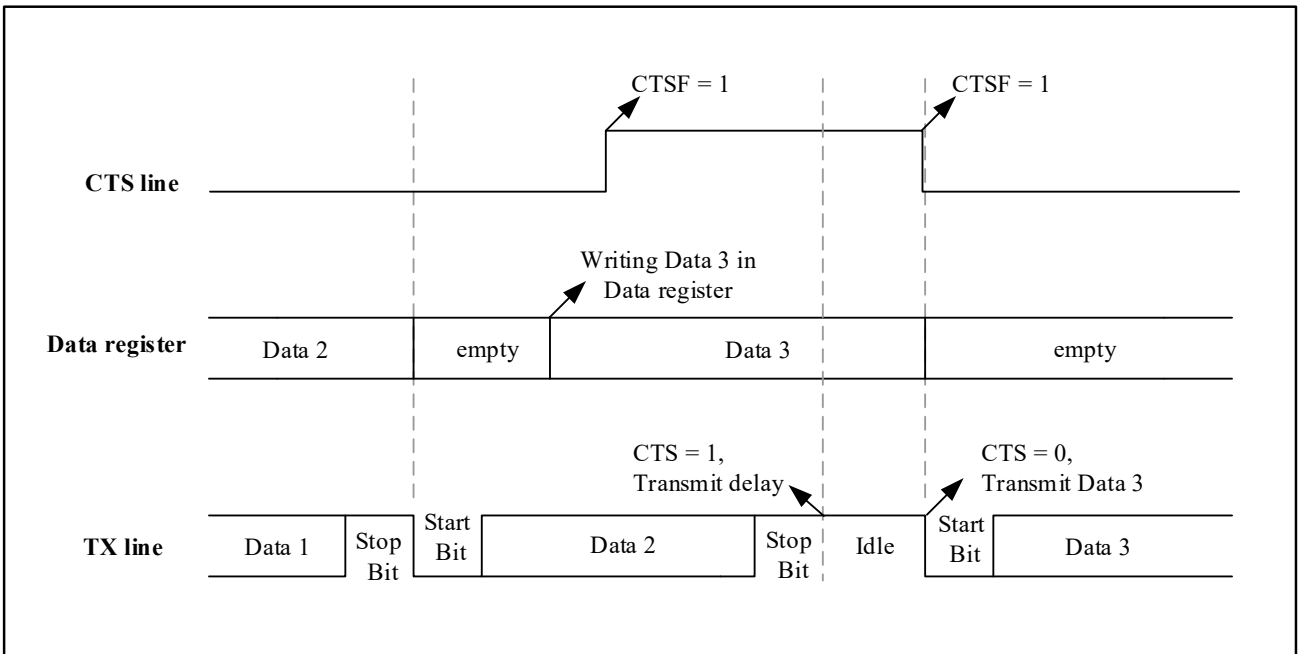 CTSF = 1
CTSF = 1
CTS line
Writing Data 3 in
Data register
Data register
Data 2
empty
Data 3
empty
CTS = 1,
Transmit delay
CTS = 0,
Transmit Data 3
TX line
Data 1
Stop
Bit
Start
Bit
Data 2
Stop
Bit
Idle
Start
Bit
Data 3